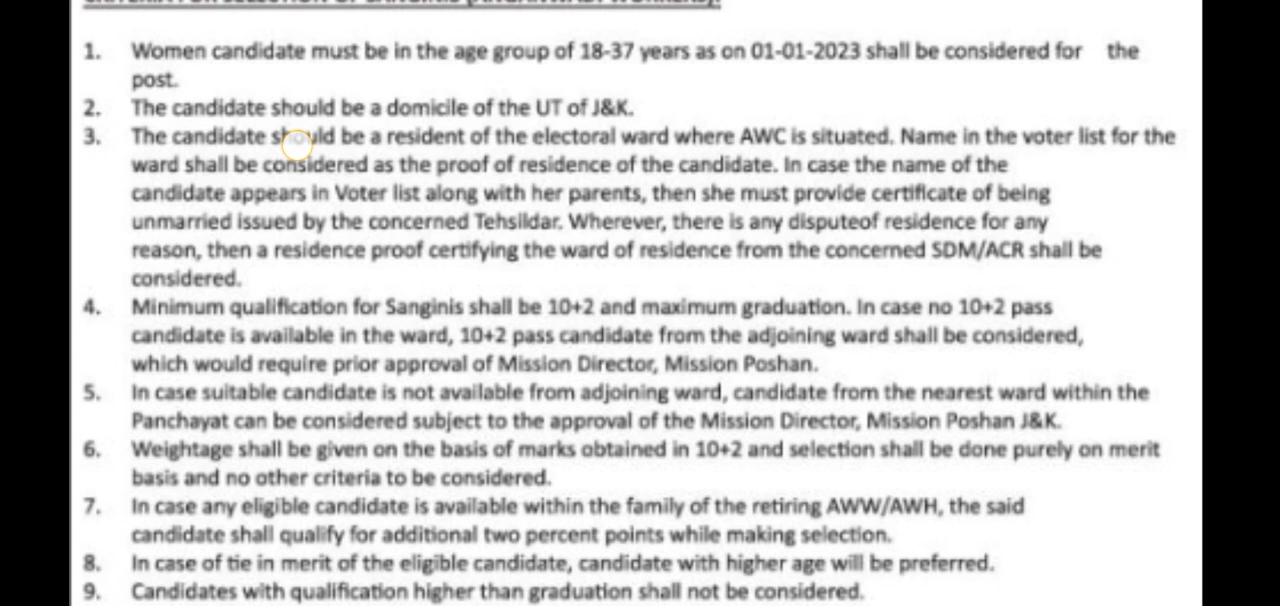 1. Women candidate must be in the age group of 18-37 years as on 01-01-2023 shall be considered for the
post.
2. The candidate should be a domicile of the UT of J&K.
3. The candidate should be a resident of the electoral ward where AWC is situated. Name in the voter list for the
ward shall be considered as the proof of residence of the candidate. In case the name of the
candidate appears in Voter list along with her parents, then she must provide certificate of being
unmarried issued by the concerned Tehsildar. Wherever, there is any disputeof residence for any
reason, then a residence proof certifying the ward of residence from the concerned SDM/ACR shall be
considered.
4. Minimum qualification for Sanginis shall be 10+2 and maximum graduation. In case no 10+2 pass
candidate is available in the ward, 10+2 pass candidate from the adjoining ward shall be considered,
which would require prior approval of Mission Director, Mission Poshan.
5. In case suitable candidate is not available from adjoining ward, candidate from the nearest ward within the
Panchayat can be considered subject to the approval of the Mission Director, Mission Poshan J&K.
6. Weightage shall be given on the basis of marks obtained in 10+2 and selection shall be done purely on merit
basis and no other criteria to be considered.
7. In case any eligible candidate is available within the family of the retiring AWW/AWH, the said
candidate shall qualify for additional two percent points while making selection.
8. In case of tie in merit of the eligible candidate, candidate with higher age will be preferred.
9. Candidates with qualification higher than graduation shall not be considered.